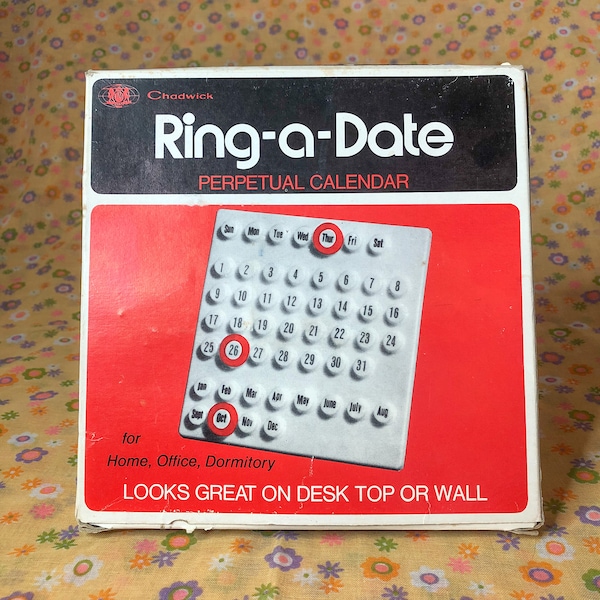 Chadwick
Ring-a-Date
PERPETUAL CALENDAR
Sun Mon Tue Wed Thur Fri Sat
1 2 3 4 5 6 7 8
9 10 11 12 13 14 15 16
17 18 19 20 21 22 23 24
25 26 27 28 29 30 31
Jan Feb Mar Apr May June July Aug
Sept Oct Nov Dec
for
Home, Office, Dormitory
LOOKS GREAT ON DESK TOP OR WALL